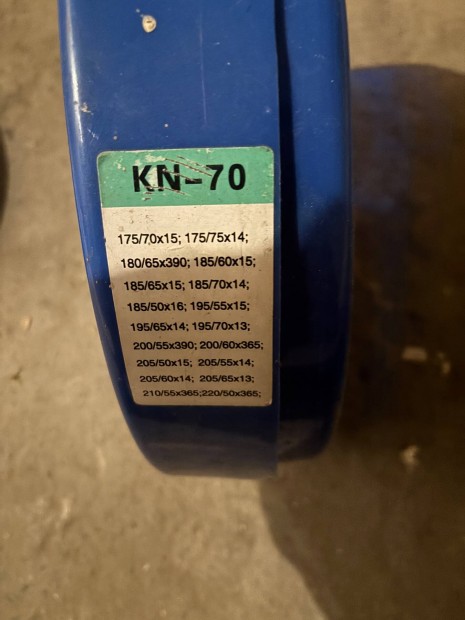 KN-70
175/70x15; 175/75x14;
180/65x390; 185/60x15;
185/65x15; 185/70x14;
185/50x16; 195/55x15;
195/65x14; 195/70x13;
200/55x390; 200/60x365;
205/50x15; 205/55x14;
205/60x14; 205/65x13;
210/55x365;220/50x365;